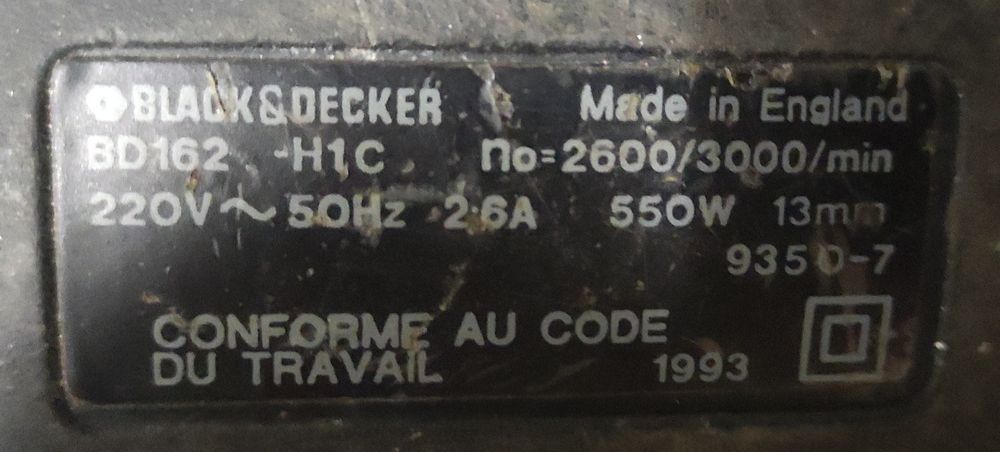 BLACK&DECKER Made in England
BD162 -H1C no=2600/3000/min
220V~50Hz 2·6A 550W 13mm
9350-7
CONFORME AU CODE
DU TRAVAIL 1993